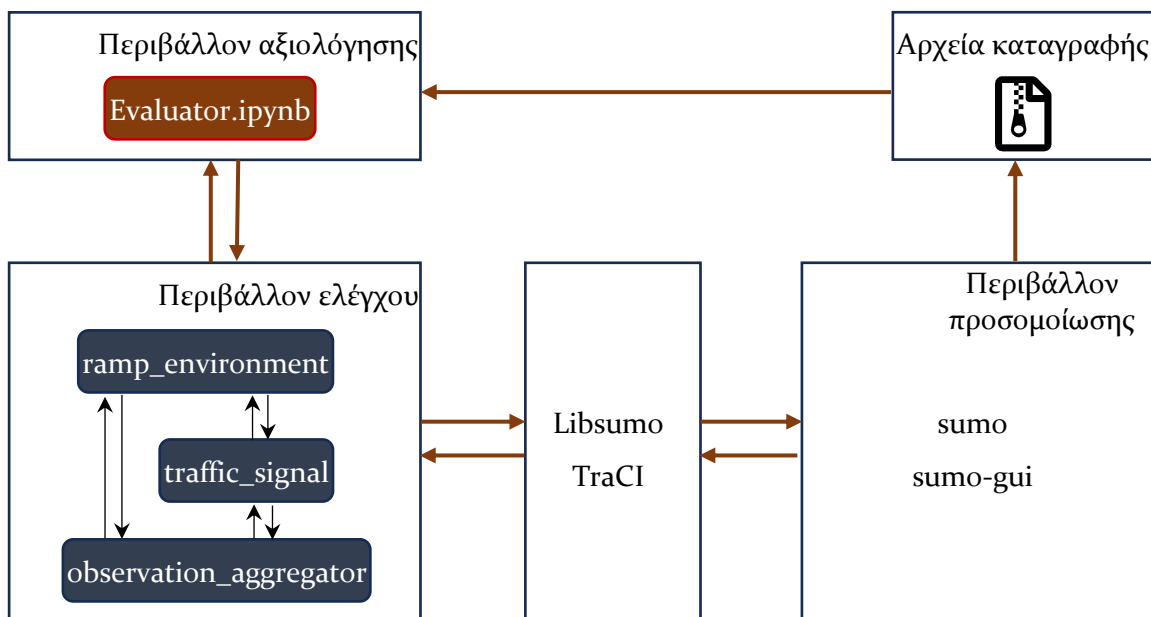 Περιβάλλον αξιολόγησης
Evaluator.ipynb
Αρχεία καταγραφής
Περιβάλλον ελέγχου
ramp_environment
traffic_signal
observation_aggregator
Libsumo
TraCI
Περιβάλλον
προσομοίωσης
sumo
sumo-gui